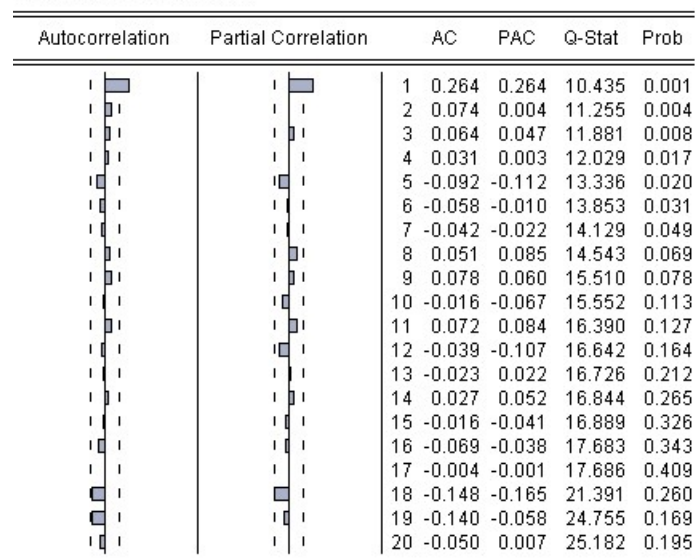 Autocorrelation Partial Correlation AC PAC Q-Stat Prob
1 0.264 0.264 10.435 0.001
2 0.074 0.004 11.255 0.004
3 0.064 0.047 11.881 0.008
4 0.031 0.003 12.029 0.017
5 -0.092 -0.112 13.336 0.020
6 -0.058 -0.010 13.853 0.031
7 -0.042 -0.022 14.129 0.049
8 0.051 0.085 14.543 0.069
9 0.078 0.060 15.510 0.078
10 -0.016 -0.067 15.552 0.113
11 0.072 0.084 16.390 0.127
12 -0.039 -0.107 16.642 0.164
13 -0.023 0.022 16.726 0.212
14 0.027 0.052 16.844 0.265
15 -0.016 -0.041 16.889 0.326
16 -0.069 -0.038 17.683 0.343
17 -0.004 -0.001 17.686 0.409
18 -0.148 -0.165 21.391 0.260
19 -0.140 -0.058 24.755 0.169
20 -0.050 0.007 25.182 0.195